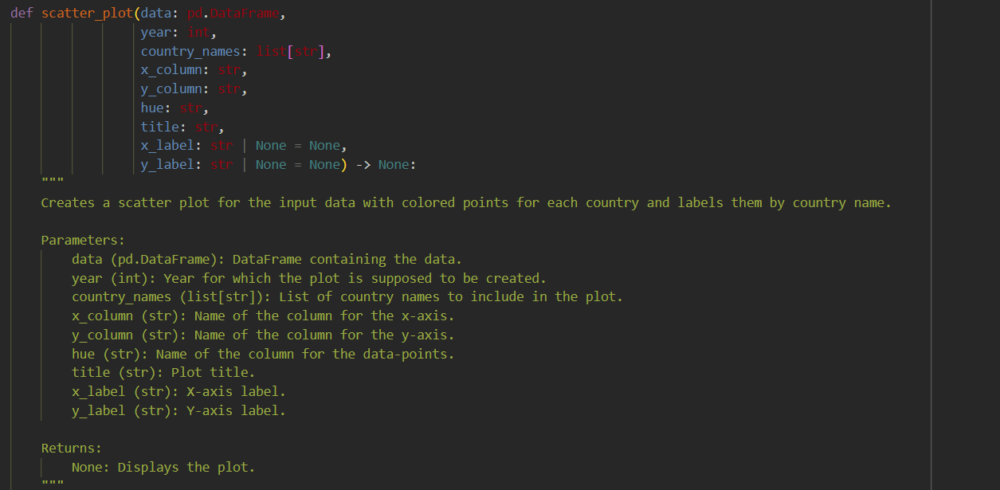 def scatter_plot(data: pd.DataFrame,
                 year: int,
                 country_names: list[str],
                 x_column: str,
                 y_column: str,
                 hue: str,
                 title: str,
                 x_label: str | None = None,
                 y_label: str | None = None) -> None:
    """
    Creates a scatter plot for the input data with colored points for each country and labels them by country name.

    Parameters:
        data (pd.DataFrame): DataFrame containing the data.
        year (int): Year for which the plot is supposed to be created.
        country_names (list[str]): List of country names to include in the plot.
        x_column (str): Name of the column for the x-axis.
        y_column (str): Name of the column for the y-axis.
        hue (str): Name of the column for the data-points.
        title (str): Plot title.
        x_label (str): X-axis label.
        y_label (str): Y-axis label.

    Returns:
        None: Displays the plot.
    """